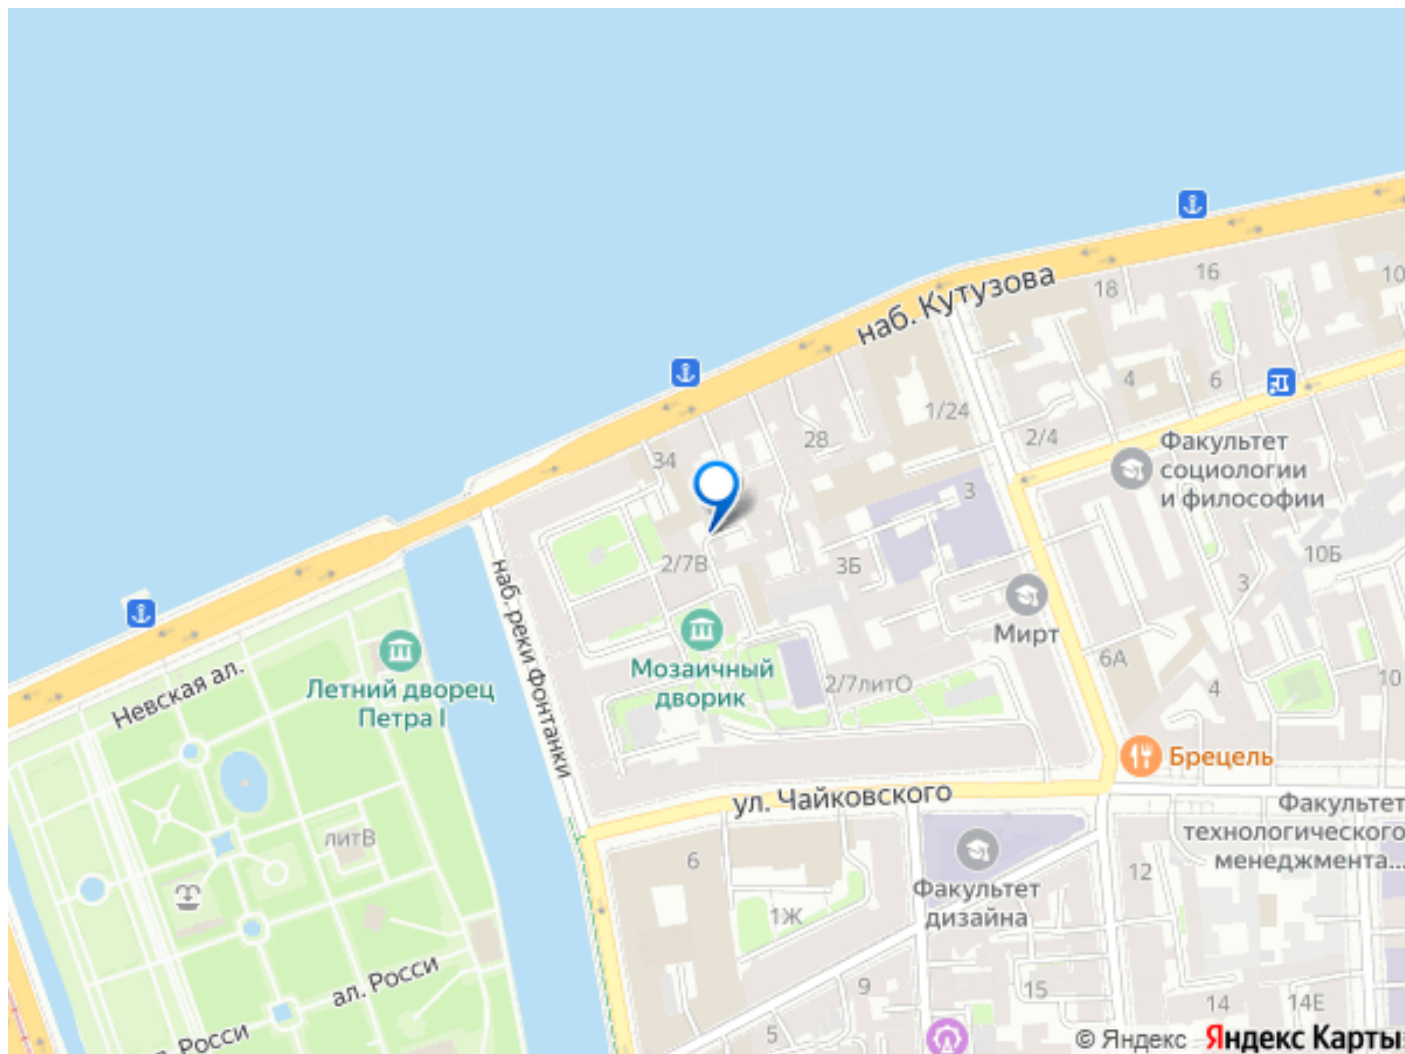 наб. Кутузова
16
10
18
4
6
1/24
2/4
28
34
Факультет
социологии
и философии
3
10Б
2/7В
3Б
3
наб. реки фонтанки
Мирт
6А
Мозаичный
дворик
2/7литО
4
10
Невская ал.
Летний дворец
Петра I
Брецель
ул. Чайковского
Факультет
технологического
менеджмента...
литВ
6
12
Факультет
дизайна
1Ж
ал. Росси
9
15
14
14Е
5
Росси
© Яндекс Яндекс Карты